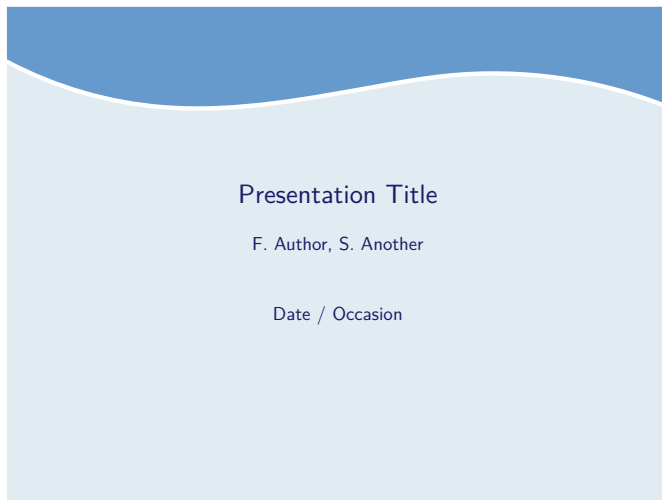 Presentation Title
F. Author, S. Another
Date / Occasion